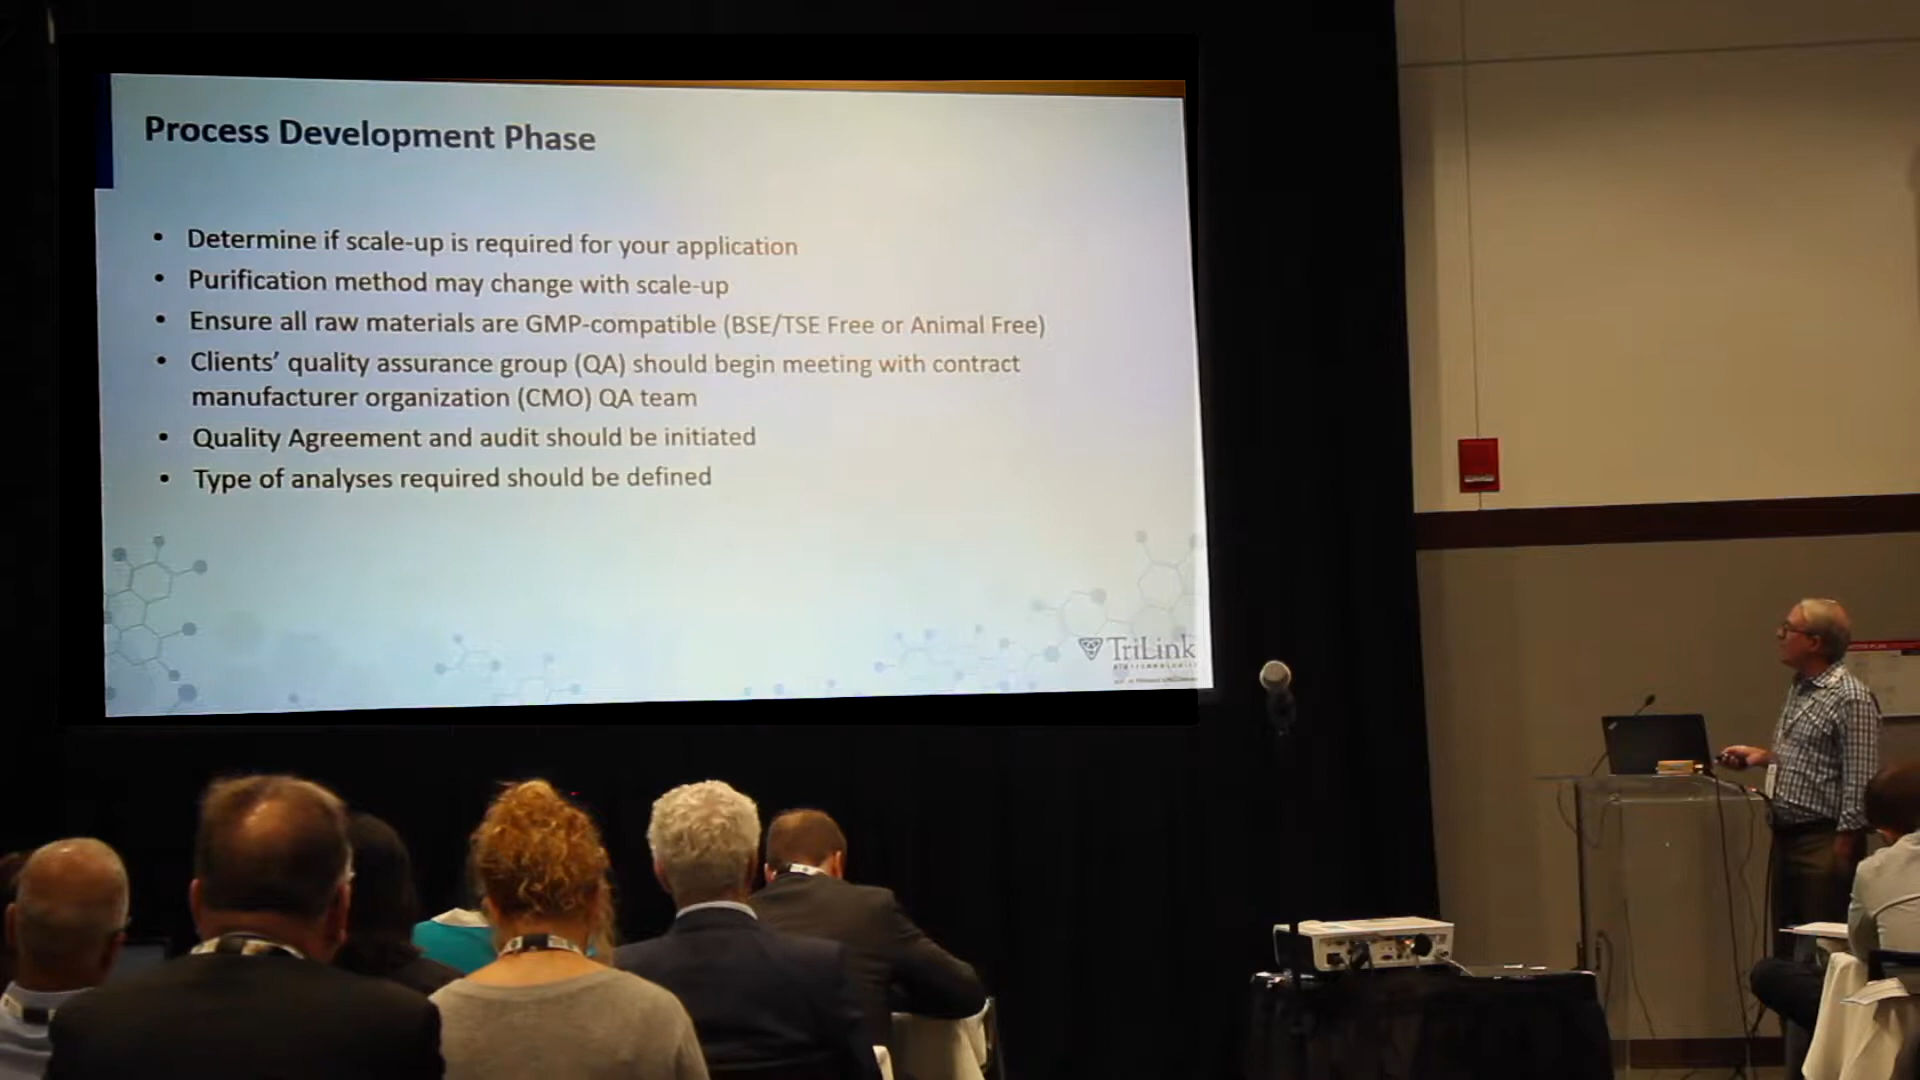 Process Development Phase
• Determine if scale-up is required for your application
• Purification method may change with scale-up
• Ensure all raw materials are GMP-compatible (BSE/TSE Free or Animal Free)
• Clients’ quality assurance group (QA) should begin meeting with contract
manufacturer organization (CMO) QA team
• Quality Agreement and audit should be initiated
• Type of analyses required should be defined
TriLink
BIOTECHNOLOGIES